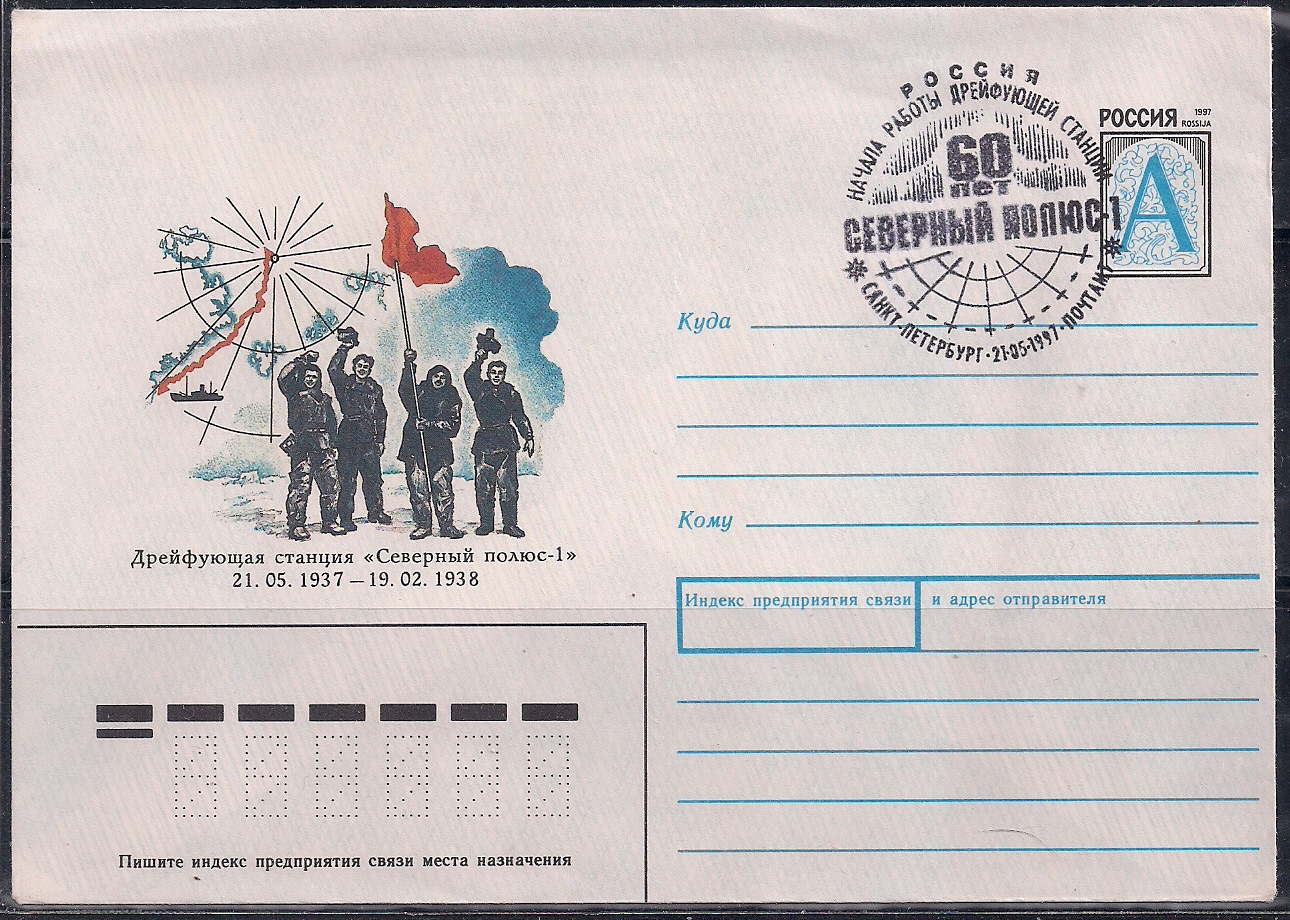 РОССИЯ
НАЧАЛА РАБОТЫ ДРЕЙФУЮЩЕЙ СТАНЦИИ
60
лет
СЕВЕРНЫЙ ПОЛЮС-1
САНКТ-ПЕТЕРБУРГ·21·05·1997·ПОЧТАМТ
РОССИЯ 1997
ROSSIJA
А
Куда
Кому
Дрейфующая станция «Северный полюс-1»
21. 05. 1937 — 19. 02. 1938
Индекс предприятия связи и адрес отправителя
Пишите индекс предприятия связи места назначения